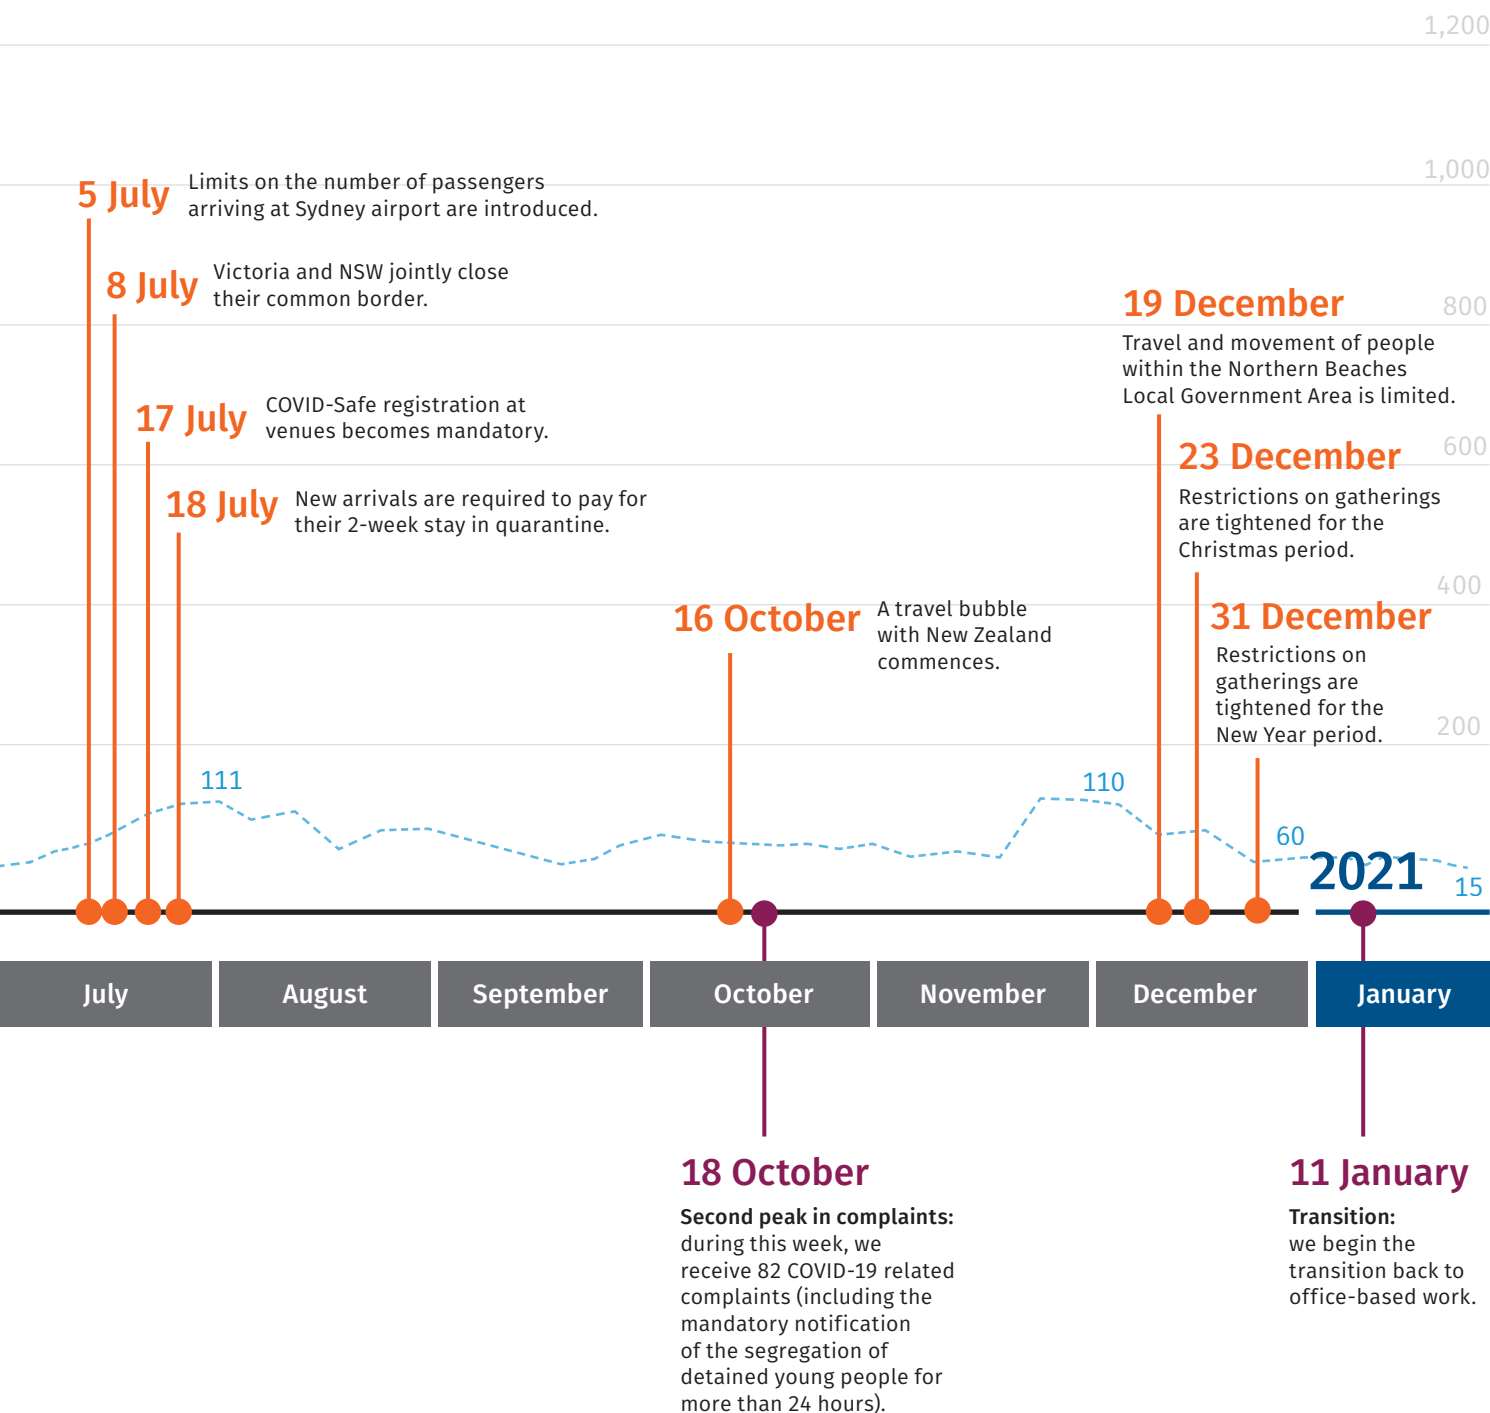 1,200
1,000
5 July
Limits on the number of passengers
arriving at Sydney airport are introduced.
8 July
Victoria and NSW jointly close
their common border.
19 December
800
Travel and movement of people
within the Northern Beaches
Local Government Area is limited.
17 July
COVID-Safe registration at
venues becomes mandatory.
23 December
600
Restrictions on gatherings
are tightened for the
Christmas period.
18 July
New arrivals are required to pay for
their 2-week stay in quarantine.
400
16 October
A travel bubble
with New Zealand
commences.
31 December
Restrictions on
gatherings are
tightened for the
New Year period.
200
111
110
60
2021
15
July
August
September
October
November
December
January
18 October
Second peak in complaints:
during this week, we
receive 82 COVID-19 related
complaints (including the
mandatory notification
of the segregation of
detained young people for
more than 24 hours).
11 January
Transition:
we begin the
transition back to
office-based work.